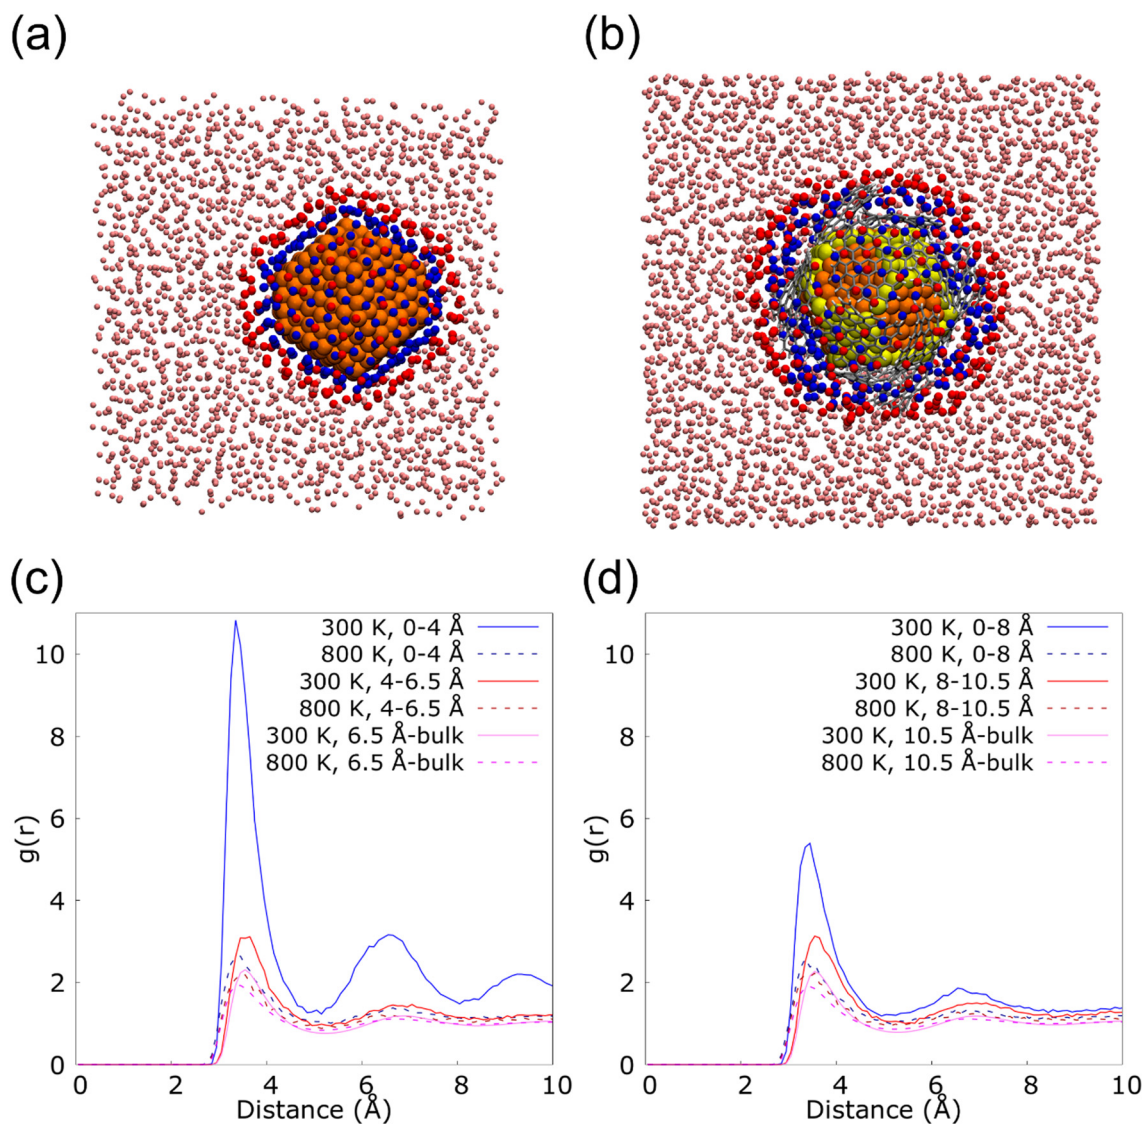 (a)
(b)
(c)
10
8
6
4
2
0
g(r)
300 K, 0-4 Å
800 K, 0-4 Å
300 K, 4-6.5 Å
800 K, 4-6.5 Å
300 K, 6.5 Å-bulk
800 K, 6.5 Å-bulk
0 2 4 6 8 10
Distance (Å)
(d)
10
8
6
4
2
0
g(r)
300 K, 0-8 Å
800 K, 0-8 Å
300 K, 8-10.5 Å
800 K, 8-10.5 Å
300 K, 10.5 Å-bulk
800 K, 10.5 Å-bulk
0 2 4 6 8 10
Distance (Å)